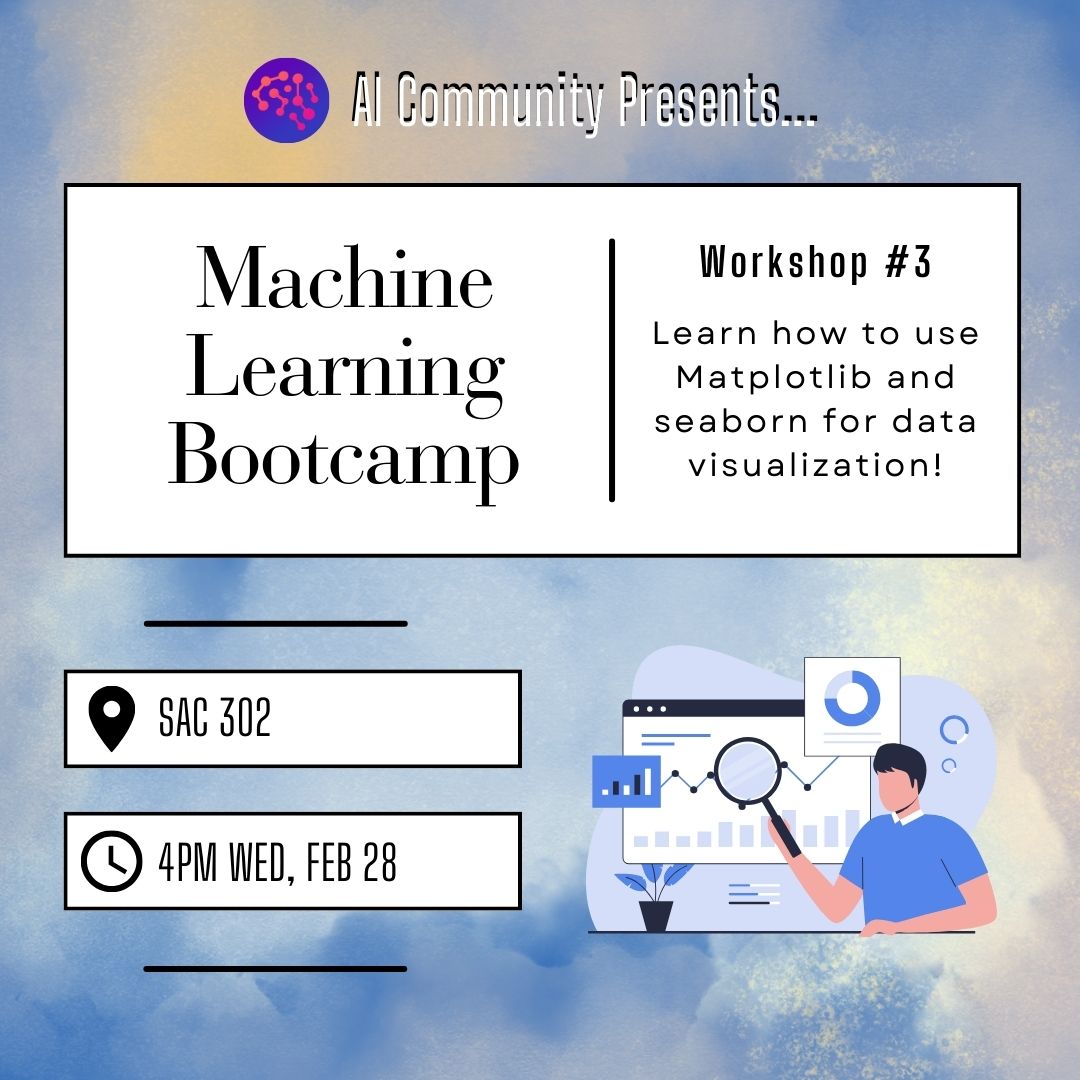 AI Community Presents...
Machine
Learning
Bootcamp
Workshop #3
Learn how to use
Matplotlib and
seaborn for data
visualization!
SAC 302
4PM WED, FEB 28